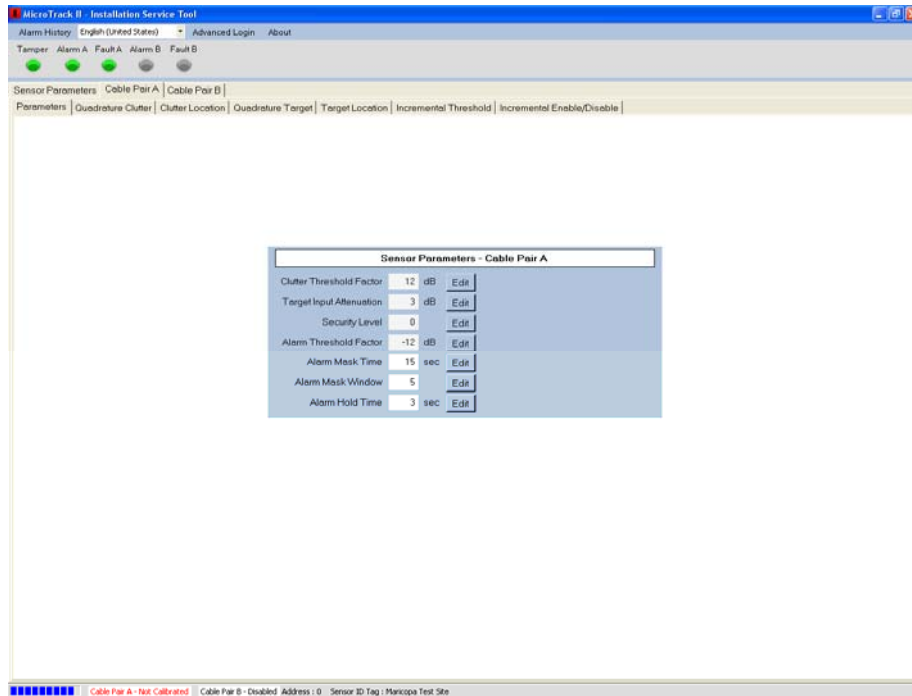 MicroTrack II - Installation Service Tool
Alarm History English (United States) Advanced Login About
Tamper Alarm A Fault A Alarm B Fault B
Sensor Parameters Cable Pair A Cable Pair B
Parameters Quadrature Clutter Clutter Location Quadrature Target Target Location Incremental Threshold Incremental Enable/Disable
Sensor Parameters - Cable Pair A
Clutter Threshold Factor 12 dB Edit
Target Input Attenuation 3 dB Edit
Security Level 0 Edit
Alarm Threshold Factor -12 dB Edit
Alarm Mask Time 15 sec Edit
Alarm Mask Window 5 Edit
Alarm Hold Time 3 sec Edit
Cable Pair A - Not Calibrated Cable Pair B - Disabled Address : 0 Sensor ID Tag : Maricopa Test Site